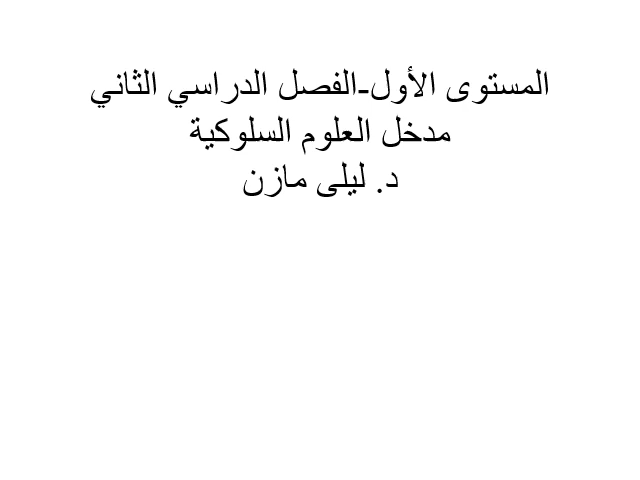 المستوى الأول-الفصل الدراسي الثاني
مدخل العلوم السلوكية
د. ليلى مازن